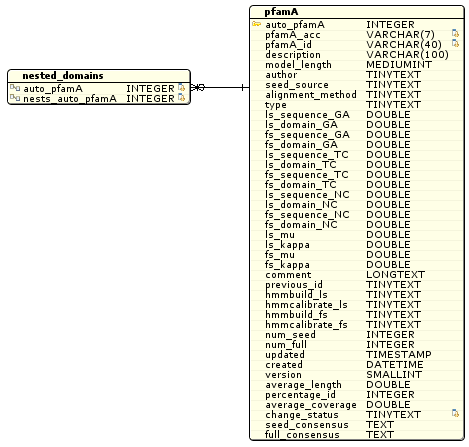 nested_domains
auto_pfamA INTEGER
nests_auto_pfamA INTEGER
pfamA
auto_pfamA INTEGER
pfamA_acc VARCHAR(7)
pfamA_id VARCHAR(40)
description VARCHAR(100)
model_length MEDIUMINT
author TINYTEXT
seed_source TINYTEXT
alignment_method TINYTEXT
type TINYTEXT
ls_sequence_GA DOUBLE
ls_domain_GA DOUBLE
fs_sequence_GA DOUBLE
fs_domain_GA DOUBLE
ls_sequence_TC DOUBLE
ls_domain_TC DOUBLE
fs_sequence_TC DOUBLE
fs_domain_TC DOUBLE
ls_sequence_NC DOUBLE
ls_domain_NC DOUBLE
fs_sequence_NC DOUBLE
fs_domain_NC DOUBLE
ls_mu DOUBLE
ls_kappa DOUBLE
fs_mu DOUBLE
fs_kappa DOUBLE
comment LONGTEXT
previous_id TINYTEXT
hmmbuild_ls TINYTEXT
hmmcalibrate_ls TINYTEXT
hmmbuild_fs TINYTEXT
hmmcalibrate_fs TINYTEXT
num_seed INTEGER
num_full INTEGER
updated TIMESTAMP
created DATETIME
version SMALLINT
average_length DOUBLE
percentage_id INTEGER
average_coverage DOUBLE
change_status TINYTEXT
seed_consensus TEXT
full_consensus TEXT